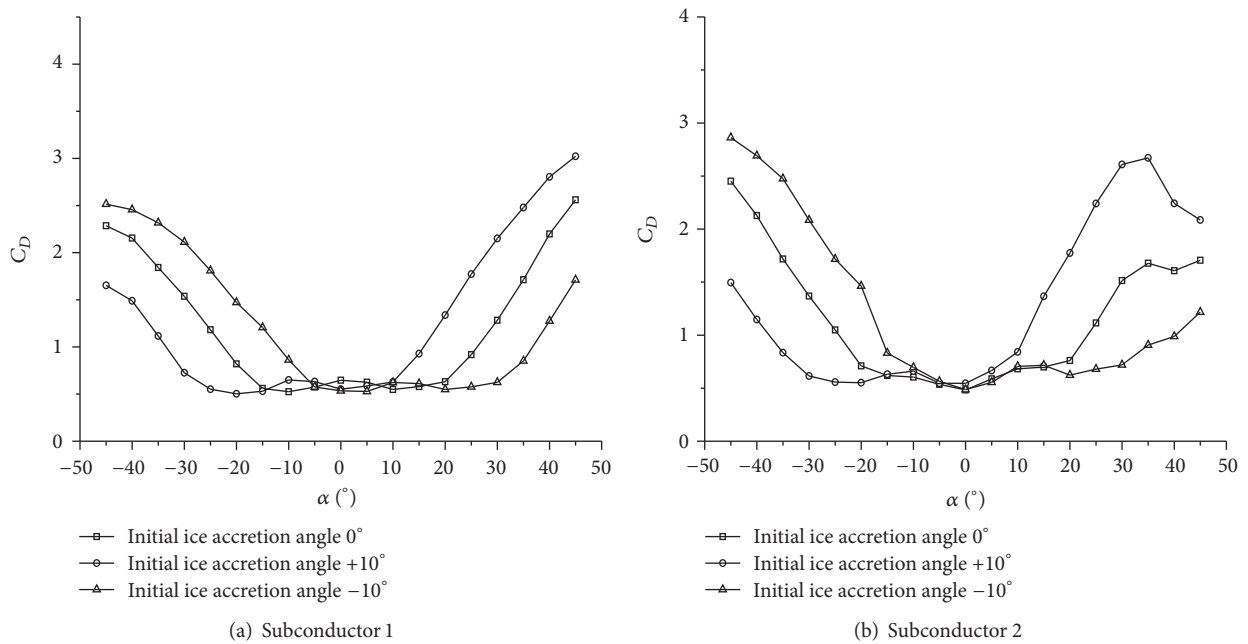 4
3
2
1
0
C_D
−50 −40 −30 −20 −10 0 10 20 30 40 50
α (°)
Initial ice accretion angle 0°
Initial ice accretion angle +10°
Initial ice accretion angle −10°
(a) Subconductor 1
4
3
2
1
0
C_D
−50 −40 −30 −20 −10 0 10 20 30 40 50
α (°)
Initial ice accretion angle 0°
Initial ice accretion angle +10°
Initial ice accretion angle −10°
(b) Subconductor 2